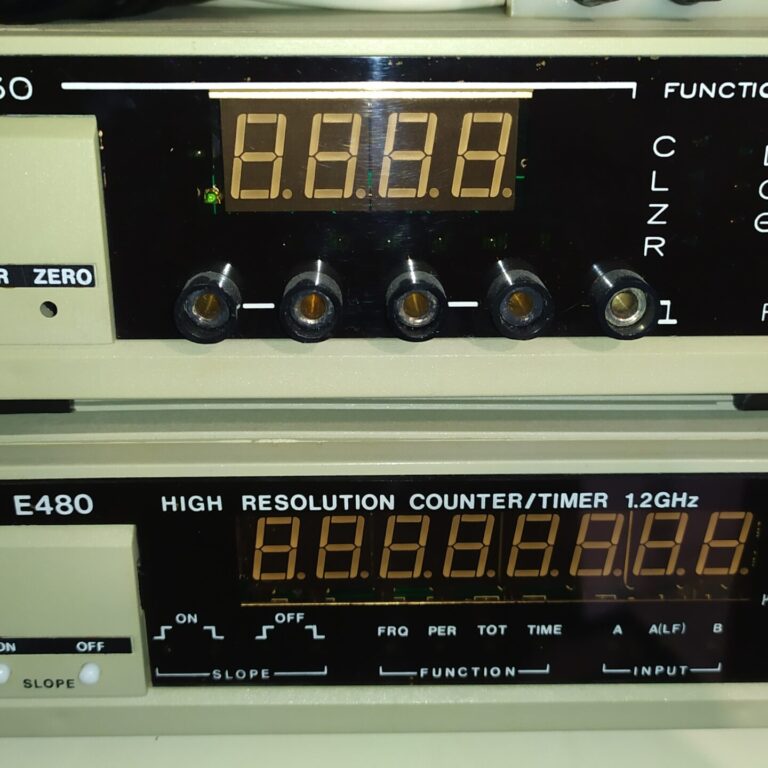 FUNCTIO
C
L
Z
R
ZERO
1
E480 HIGH RESOLUTION COUNTER/TIMER 1.2GHz
ON OFF FRQ PER TOT TIME A A(LF) B
SLOPE FUNCTION INPUT
ON OFF
SLOPE